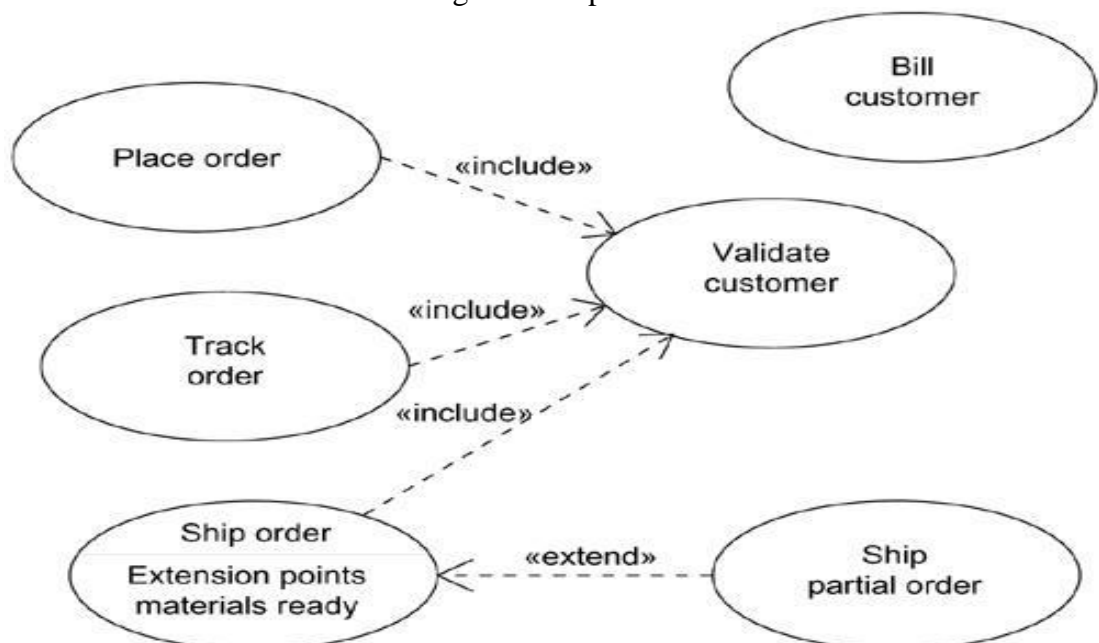 Bill
customer
Place order
«include»
Validate
customer
«include»
Track
order
«include»
Ship order
Extension points
materials ready
«extend»
Ship
partial order